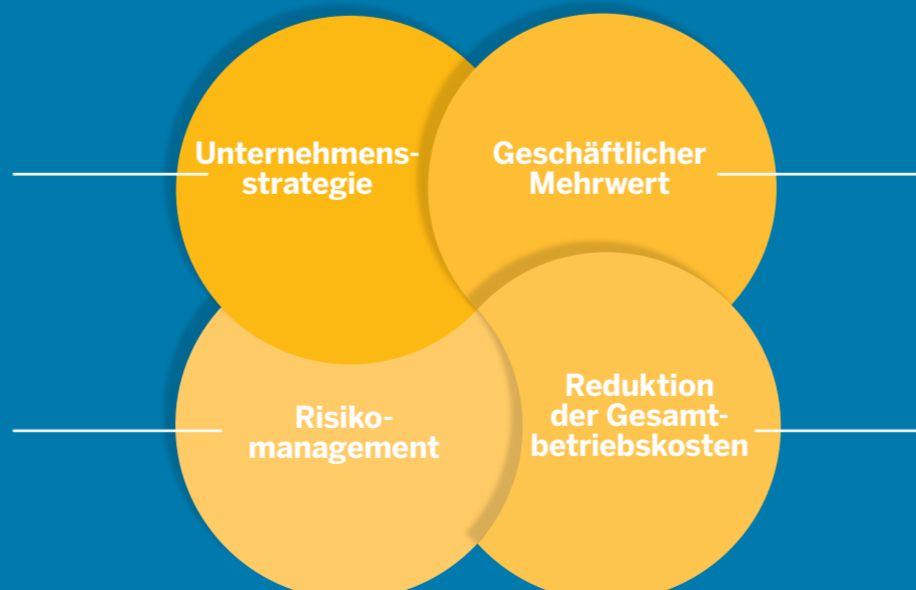 Unternehmens-
strategie
Geschäftlicher
Mehrwert
Risiko-
management
Reduktion
der Gesamt-
betriebskosten